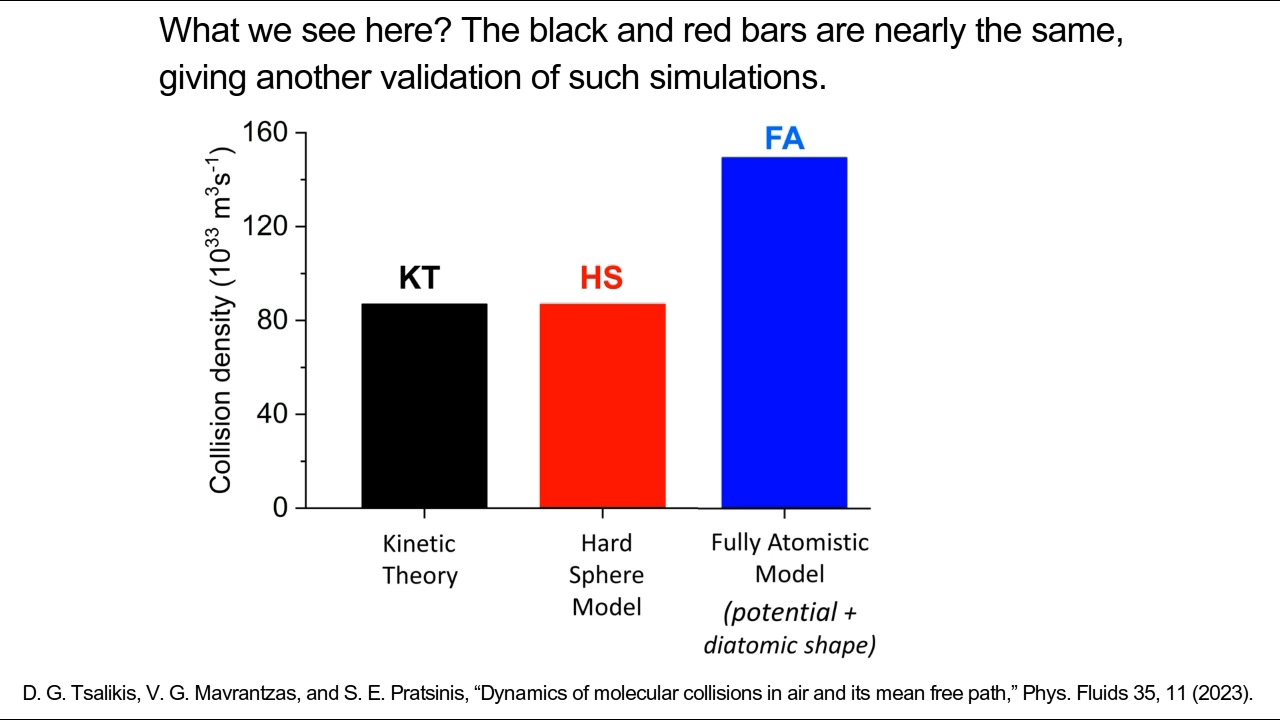 What we see here? The black and red bars are nearly the same,
giving another validation of such simulations.
Collision density (10³³ m³s⁻¹)
160
120
80
40
0
KT
HS
FA
Kinetic
Theory
Hard
Sphere
Model
Fully Atomistic
Model
(potential +
diatomic shape)
D. G. Tsalikis, V. G. Mavrantzas, and S. E. Pratsinis, “Dynamics of molecular collisions in air and its mean free path,” Phys. Fluids 35, 11 (2023).